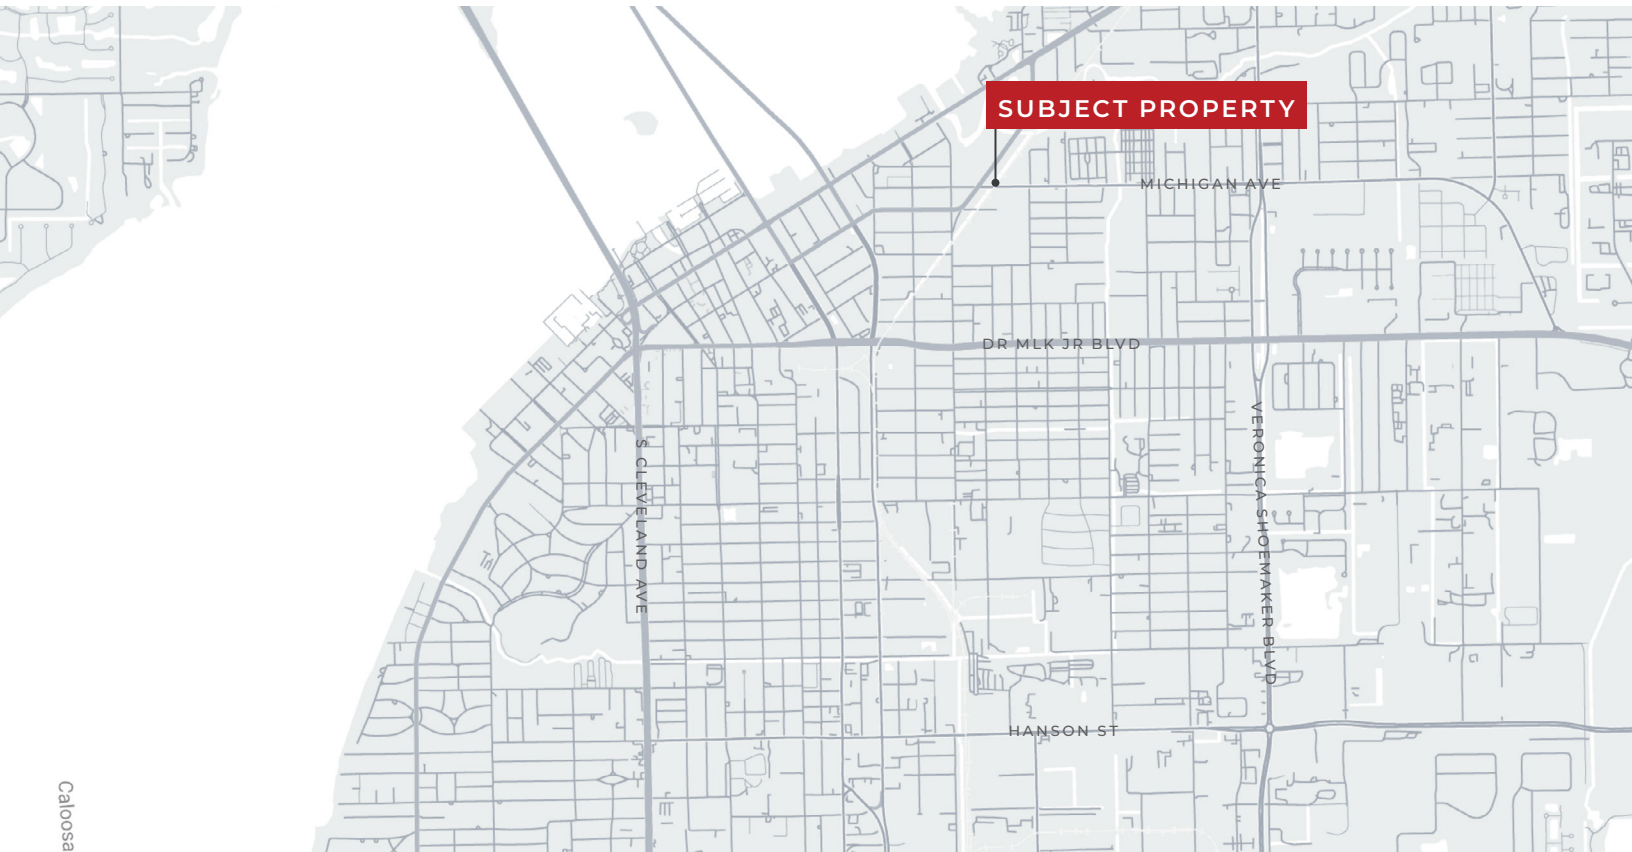 SUBJECT PROPERTY
MICHIGAN AVE
DR MLK JR BLVD
S CLEVELAND AVE
VERONICA SHOEMAKER BLVD
HANSON ST
Caloosa